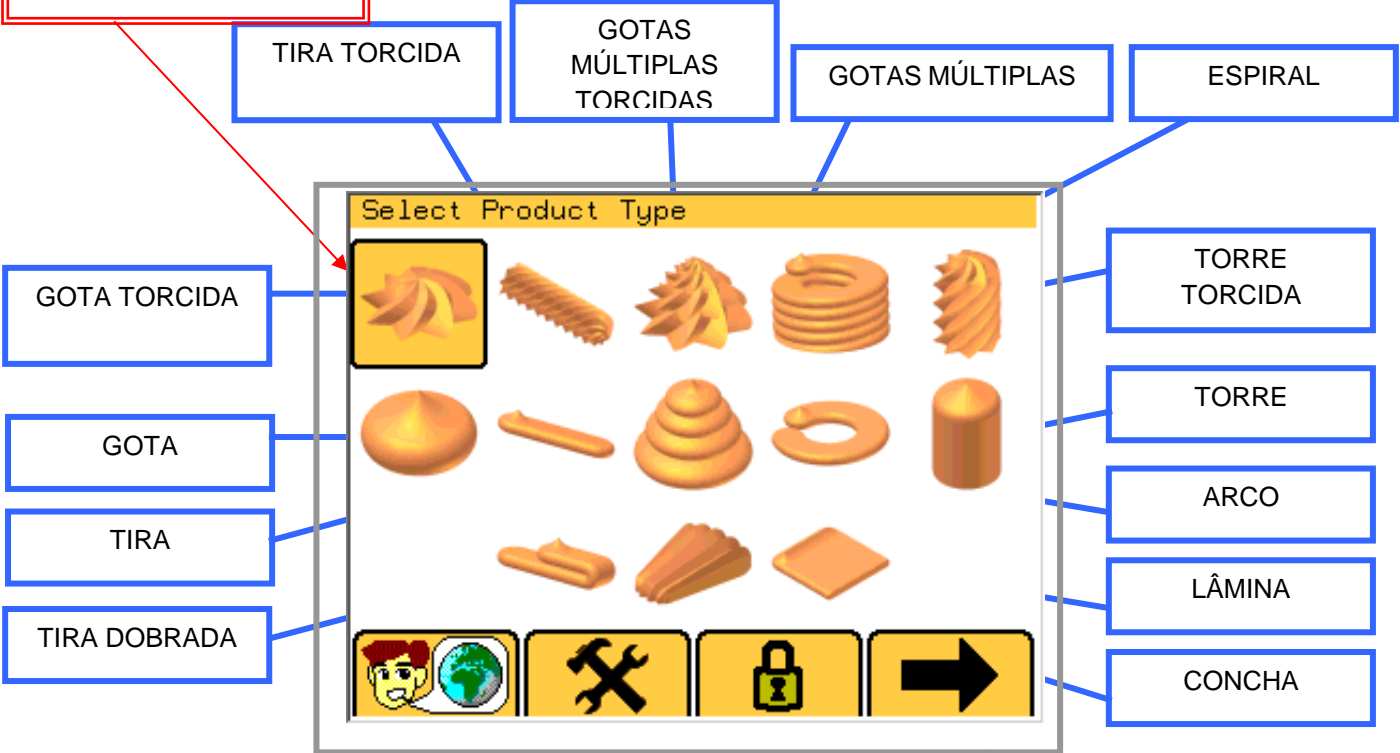 TIRA TORCIDA
GOTAS
MÚLTIPLAS
TORCIDAS
GOTAS MÚLTIPLAS
ESPIRAL
Select Product Type
GOTA TORCIDA
TORRE
TORCIDA
GOTA
TORRE
TIRA
ARCO
TIRA DOBRADA
LÂMINA
CONCHA